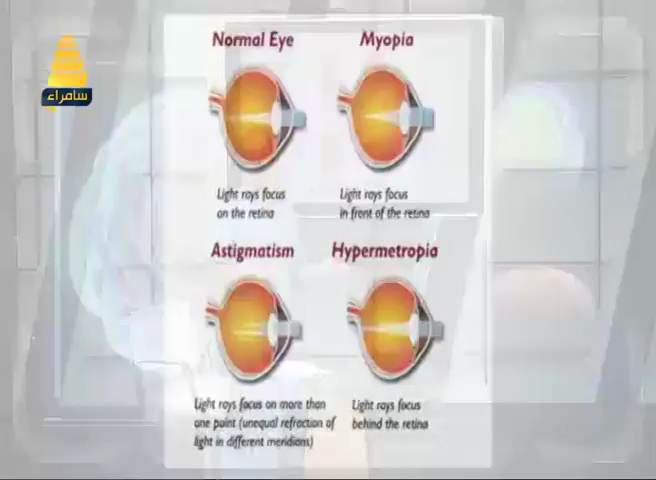 سامراء
Normal Eye
Myopia
Light rays focus
on the retina
Light rays focus
in front of the retina
Astigmatism
Hypermetropia
Light rays focus on more than
one point (unequal refraction of
light in different meridians)
Light rays focus
behind the retina